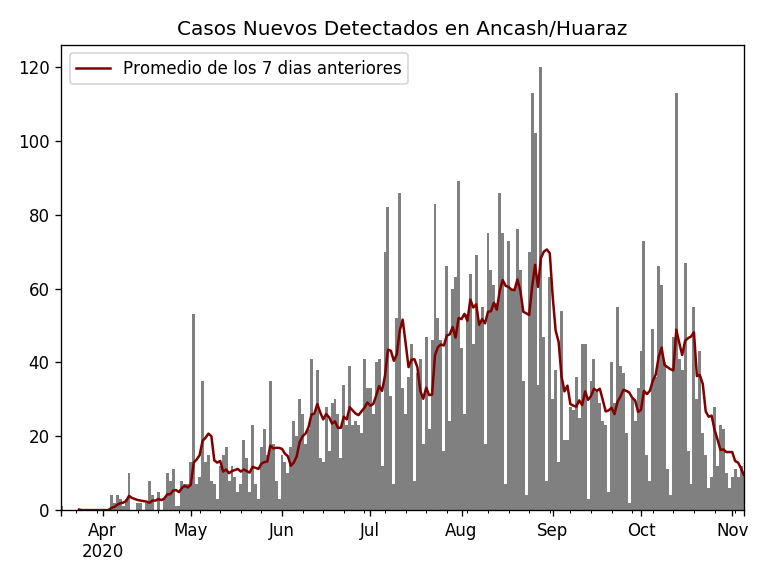 Casos Nuevos Detectados en Ancash/Huaraz
Promedio de los 7 dias anteriores
120
100
80
60
40
20
0
Apr May Jun Jul Aug Sep Oct Nov
2020